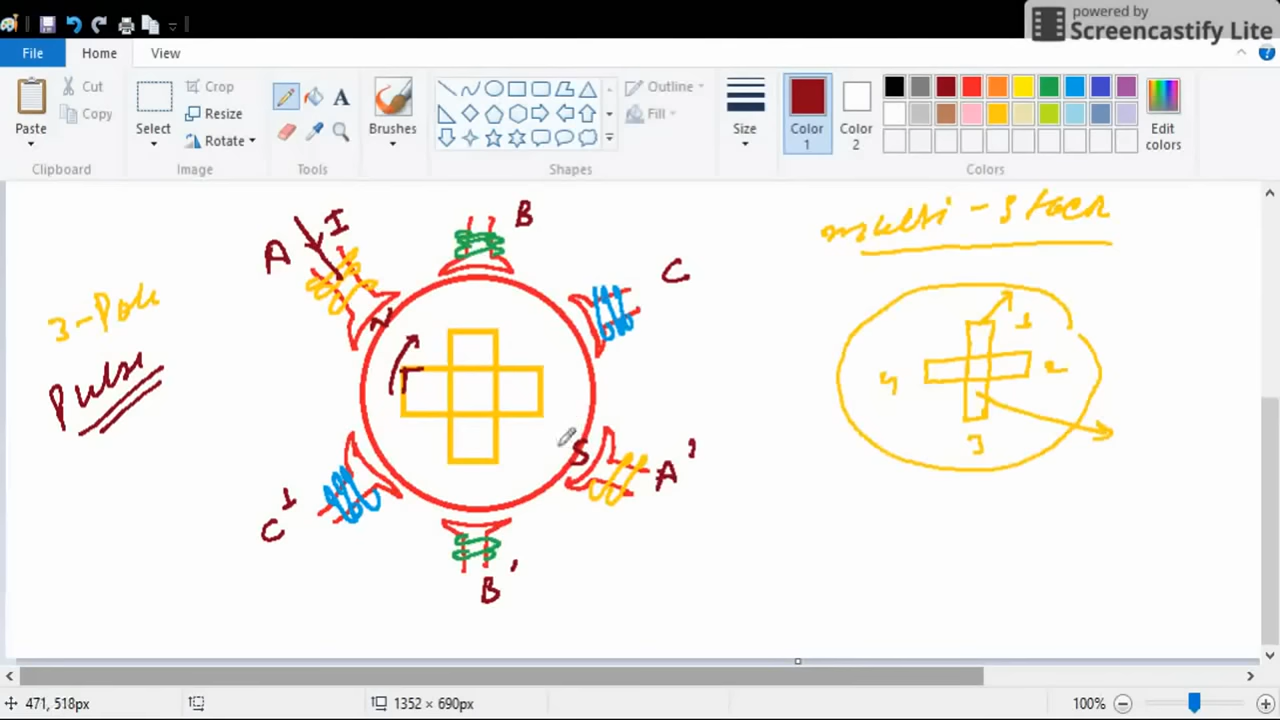 powered by
Screencastify Lite
File Home View
Paste
Cut
Copy
Clipboard
Select
Crop
Resize
Rotate
Image
A
Tools
Brushes
Outline
Fill
Shapes
Size
Color
1
Color
2
Edit
colors
Colors
multi-stack
A
I
B
C
3-Pole
Pulse
N
1
2
3
4
S
A'
C'
B'
471, 518px
1352 × 690px
100%